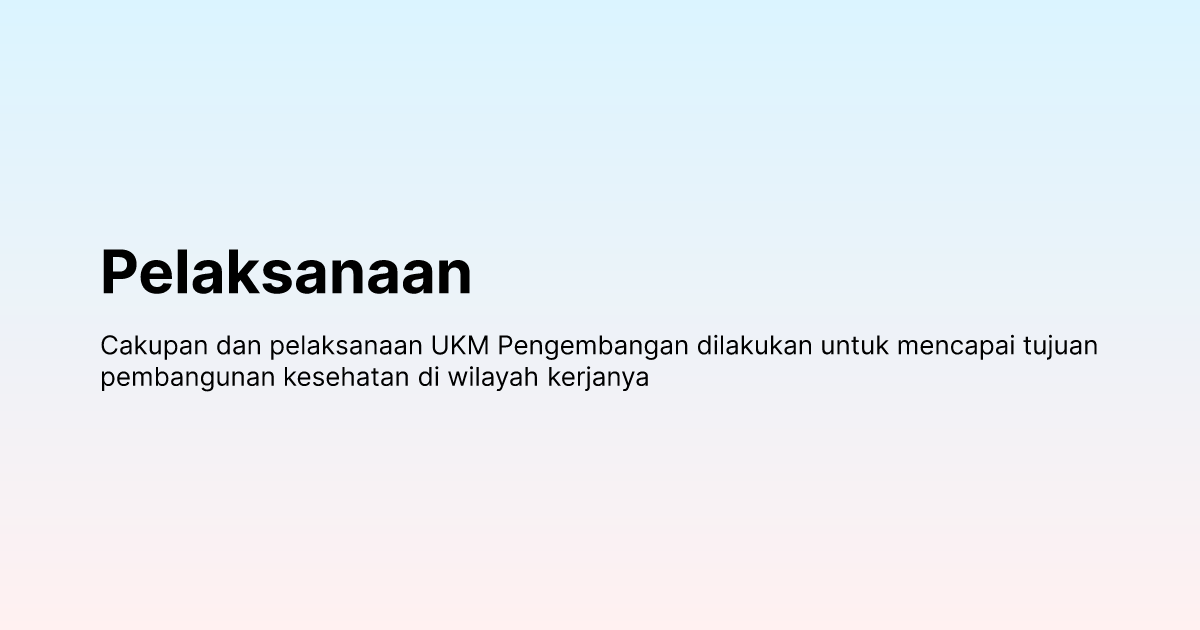 Pelaksanaan
Cakupan dan pelaksanaan UKM Pengembangan dilakukan untuk mencapai tujuan
pembangunan kesehatan di wilayah kerjanya